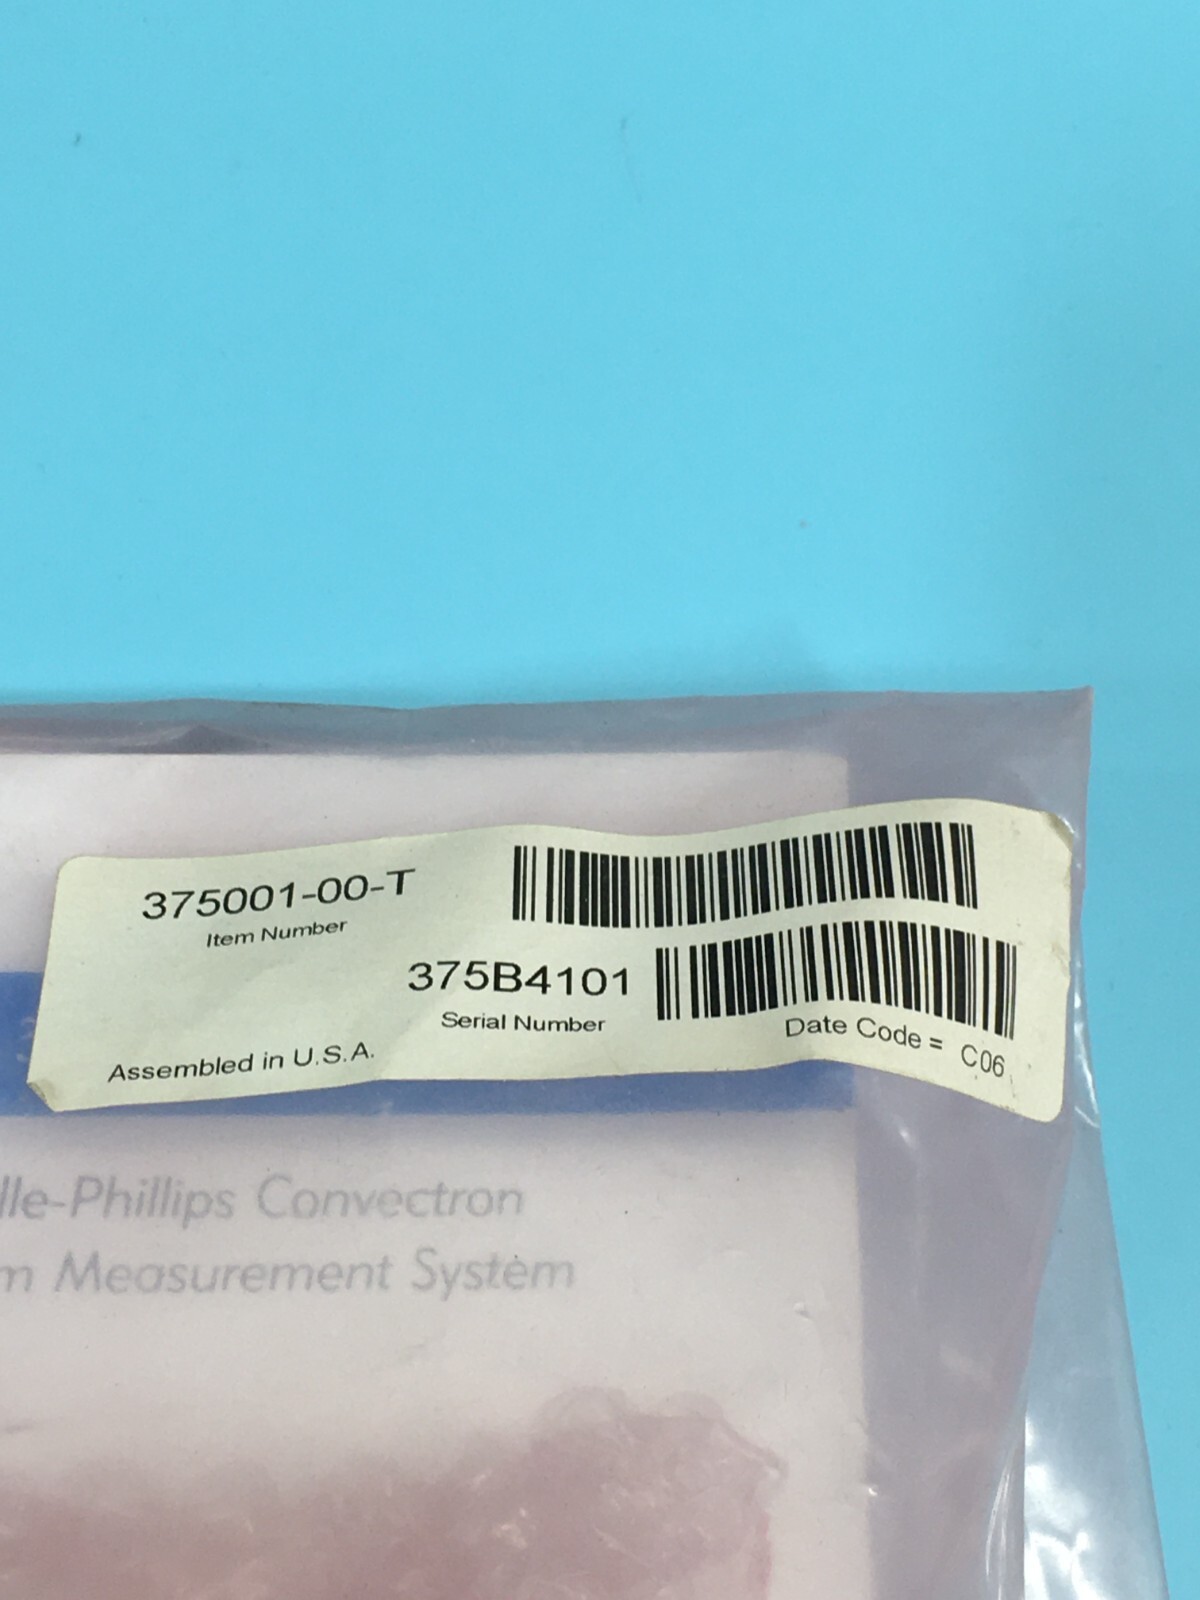 375001-00-T
Item Number
375B4101
Serial Number
Date Code = C06
Assembled in U.S.A.
lle-Phillips Convectron
m Measurement System